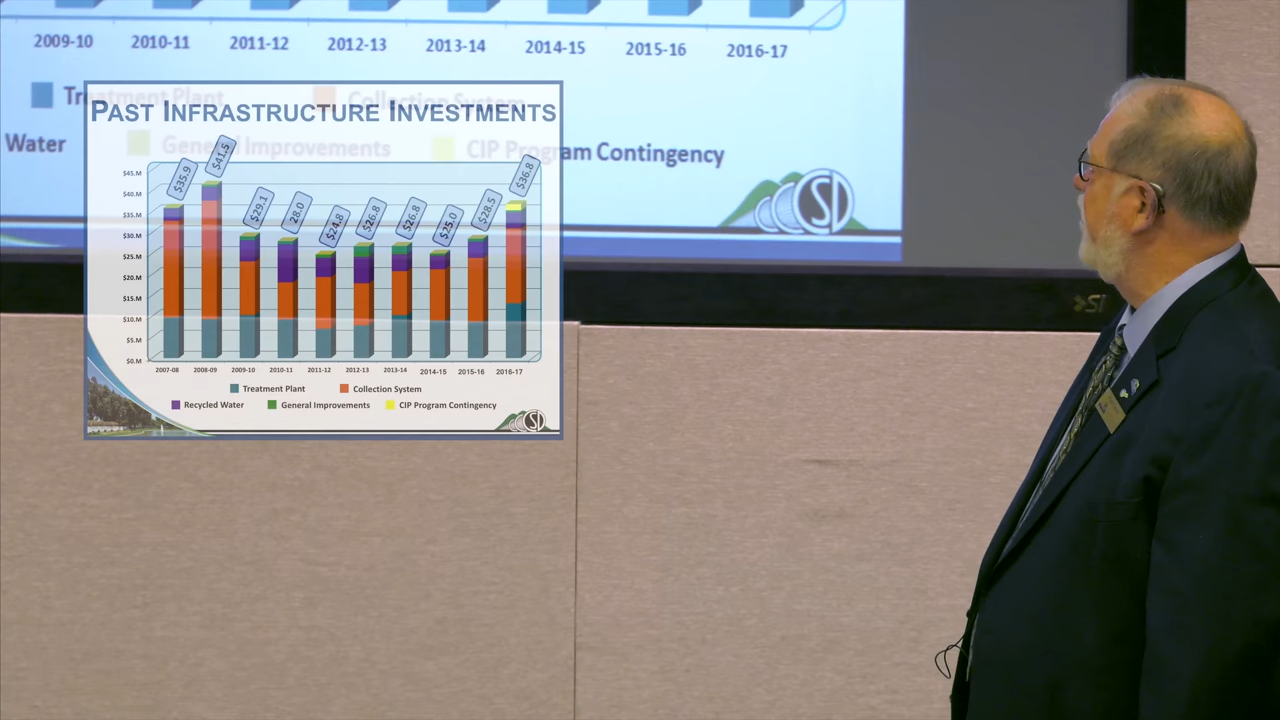 2009-10 2010-11 2011-12 2012-13 2013-14 2014-15 2015-16 2016-17
Treatment Plant Collection System
Water General Improvements CIP Program Contingency
SD
PAST INFRASTRUCTURE INVESTMENTS
$35.9 $41.5 $29.1 28.0 $24.8 $26.8 $26.8 $25.0 $28.5 $36.8
$45.M
$40.M
$35.M
$30.M
$25.M
$20.M
$15.M
$10.M
$5.M
$0.M
2007-08 2008-09 2009-10 2010-11 2011-12 2012-13 2013-14 2014-15 2015-16 2016-17
Treatment Plant Collection System
Recycled Water General Improvements CIP Program Contingency
SD